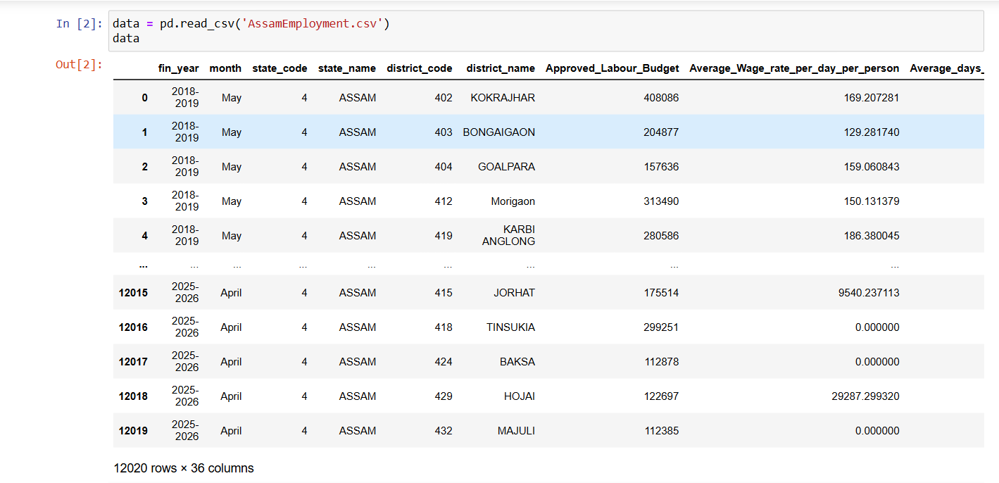 In [2]: data = pd.read_csv('AssamEmployment.csv')
data
Out[2]:
fin_year month state_code state_name district_code district_name Approved_Labour_Budget Average_Wage_rate_per_day_per_person Average_days_
0 2018-2019 May 4 ASSAM 402 KOKRAJHAR 408086 169.207281
1 2018-2019 May 4 ASSAM 403 BONGAIGAON 204877 129.281740
2 2018-2019 May 4 ASSAM 404 GOALPARA 157636 159.060843
3 2018-2019 May 4 ASSAM 412 Morigaon 313490 150.131379
4 2018-2019 May 4 ASSAM 419 KARBI ANGLONG 280586 186.380045
... ... ... ... ... ... ... ... ...
12015 2025-2026 April 4 ASSAM 415 JORHAT 175514 9540.237113
12016 2025-2026 April 4 ASSAM 418 TINSUKIA 299251 0.000000
12017 2025-2026 April 4 ASSAM 424 BAKSA 112878 0.000000
12018 2025-2026 April 4 ASSAM 429 HOJAI 122697 29287.299320
12019 2025-2026 April 4 ASSAM 432 MAJULI 112385 0.000000
12020 rows × 36 columns